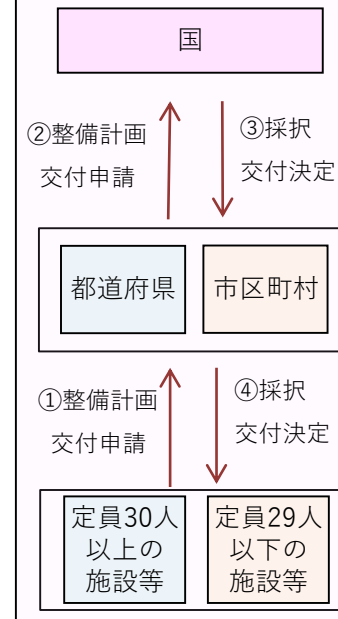 国
②整備計画
交付申請
③採択
交付決定
都道府県
市区町村
①整備計画
交付申請
④採択
交付決定
定員30人
以上の
施設等
定員29人
以下の
施設等